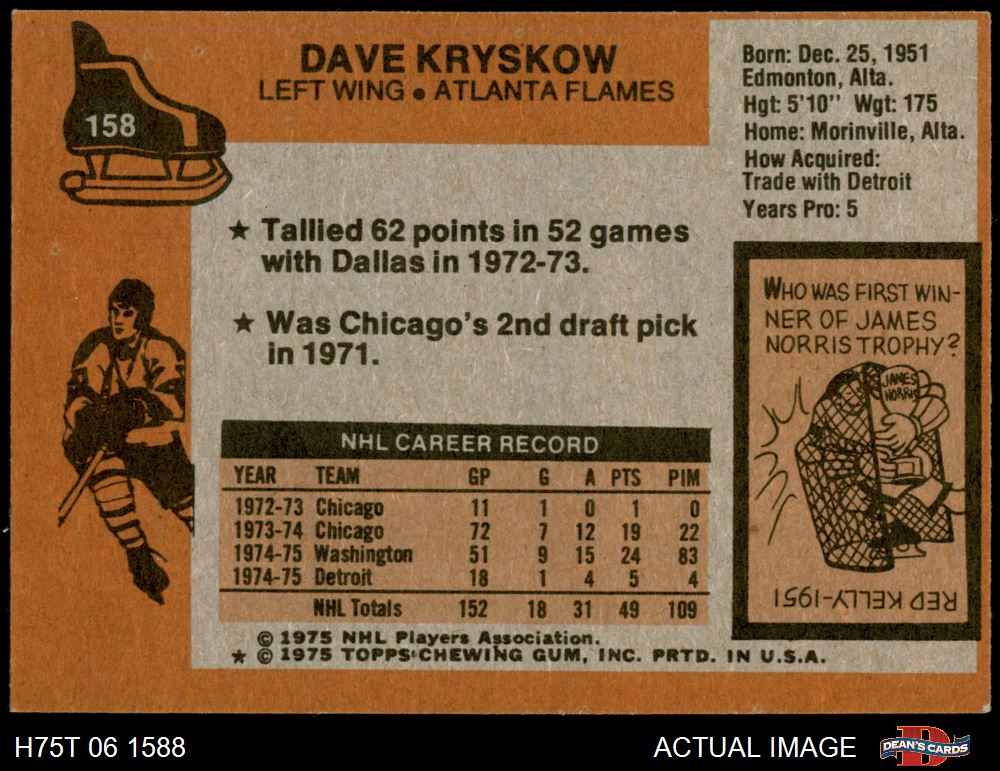 158
DAVE KRYSKOW
LEFT WING • ATLANTA FLAMES
Born: Dec. 25, 1951
Edmonton, Alta.
Hgt: 5'10" Wgt: 175
Home: Morinville, Alta.
How Acquired:
Trade with Detroit
Years Pro: 5
★ Tallied 62 points in 52 games
with Dallas in 1972-73.
★ Was Chicago's 2nd draft pick
in 1971.
WHO WAS FIRST WIN-
NER OF JAMES
NORRIS TROPHY?
JAMES
NORRIS
RED KELLY-1951
NHL CAREER RECORD
YEAR TEAM GP G A PTS PIM
1972-73 Chicago 11 1 0 1 0
1973-74 Chicago 72 7 12 19 22
1974-75 Washington 51 9 15 24 83
1974-75 Detroit 18 1 4 5 4
NHL Totals 152 18 31 49 109
© 1975 NHL Players Association.
★ © 1975 TOPPS CHEWING GUM, INC. PRTD. IN U.S.A.
H75T 06 1588
ACTUAL IMAGE
D
DEAN'S CARDS